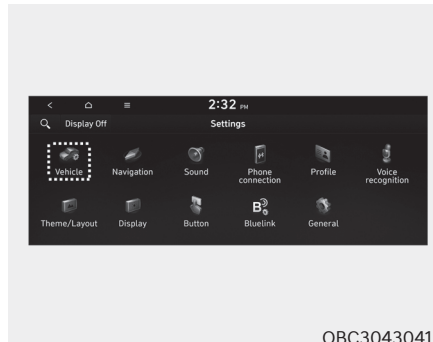 2:32 PM
Display Off Settings
Vehicle Navigation Sound Phone connection Profile Voice recognition
Theme/Layout Display Button Bluelink General
OBC3043041